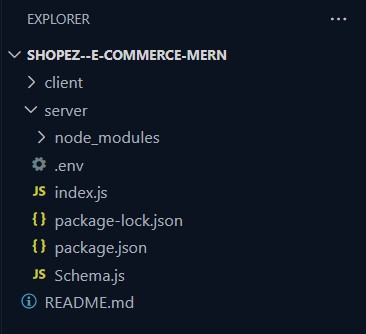 EXPLORER ...
SHOPEZ--E-COMMERCE-MERN
client
server
node_modules
.env
JS index.js
{} package-lock.json
{} package.json
JS Schema.js
README.md